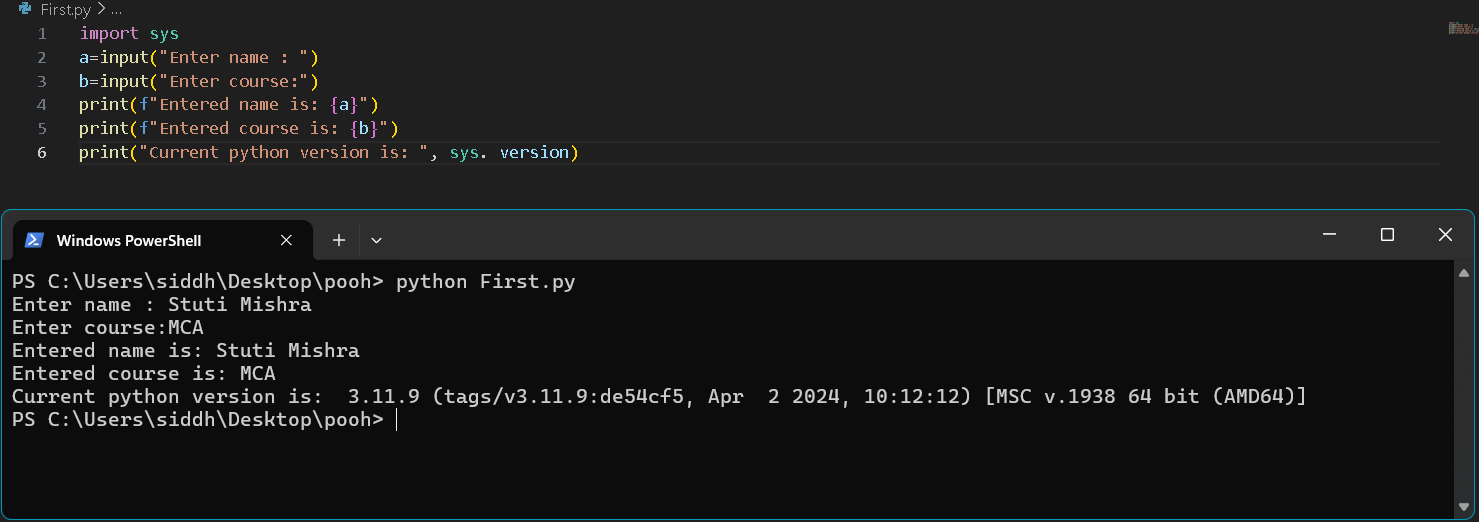 First.py > ...
1 import sys
2 a=input("Enter name : ")
3 b=input("Enter course:")
4 print(f"Entered name is: {a}")
5 print(f"Entered course is: {b}")
6 print("Current python version is: ", sys. version)
Windows PowerShell
PS C:\Users\siddh\Desktop\pooh> python First.py
Enter name : Stuti Mishra
Enter course:MCA
Entered name is: Stuti Mishra
Entered course is: MCA
Current python version is:  3.11.9 (tags/v3.11.9:de54cf5, Apr  2 2024, 10:12:12) [MSC v.1938 64 bit (AMD64)]
PS C:\Users\siddh\Desktop\pooh>